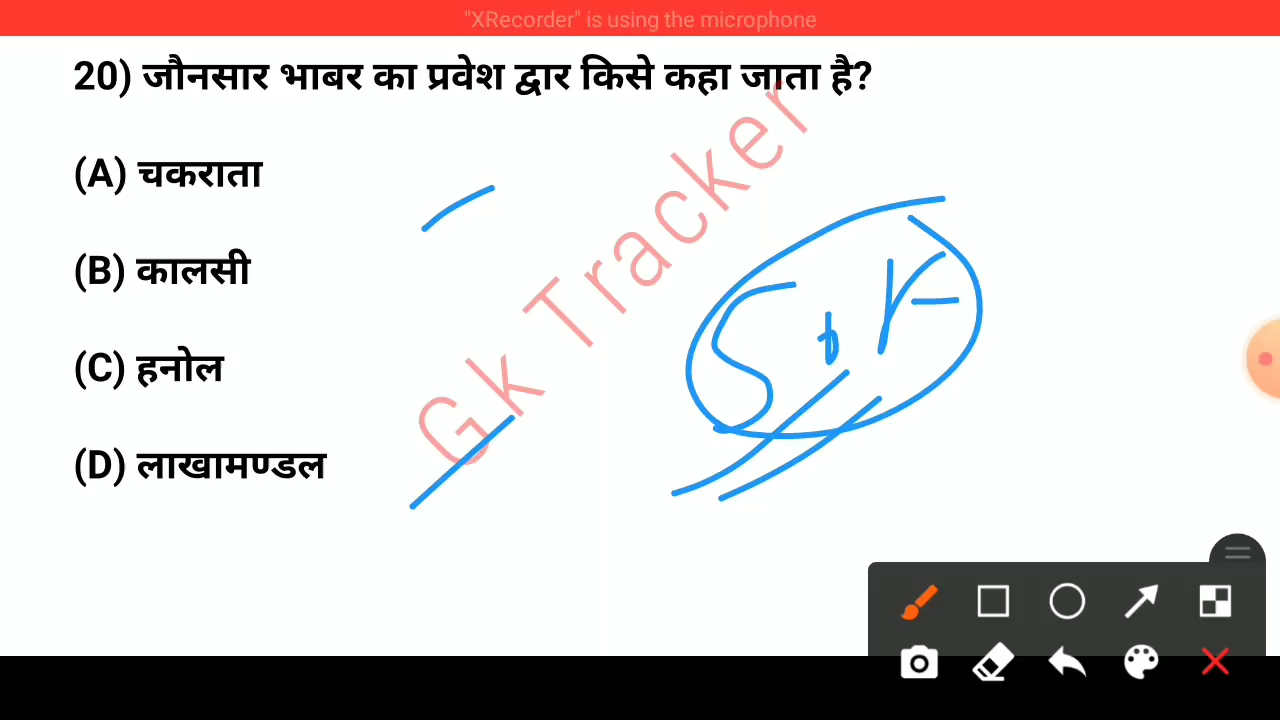 "XRecorder" is using the microphone
20) जौनसार भाबर का प्रवेश द्वार किसे कहा जाता है?
(A) चकराता
(B) कालसी
(C) हनोल
(D) लाखामण्डल
Gk Tracker